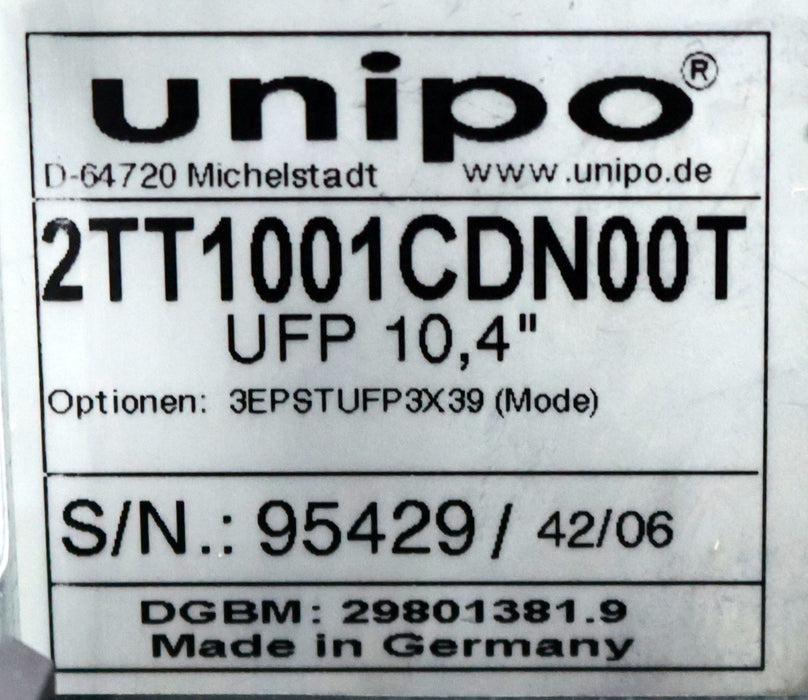 unipo®
D-64720 Michelstadt www.unipo.de
2TT1001CDN00T
UFP 10,4"
Optionen: 3EPSTUFP3X39 (Mode)
S/N.: 95429 / 42/06
DGBM: 29801381.9
Made in Germany